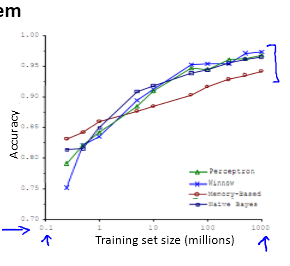 em
1.00
0.95
0.90
0.85
0.80
0.75
0.70
Accuracy
Perceptron
Winnow
Memory-Based
Naive Bayes
0.1 1 10 100 1000
Training set size (millions)